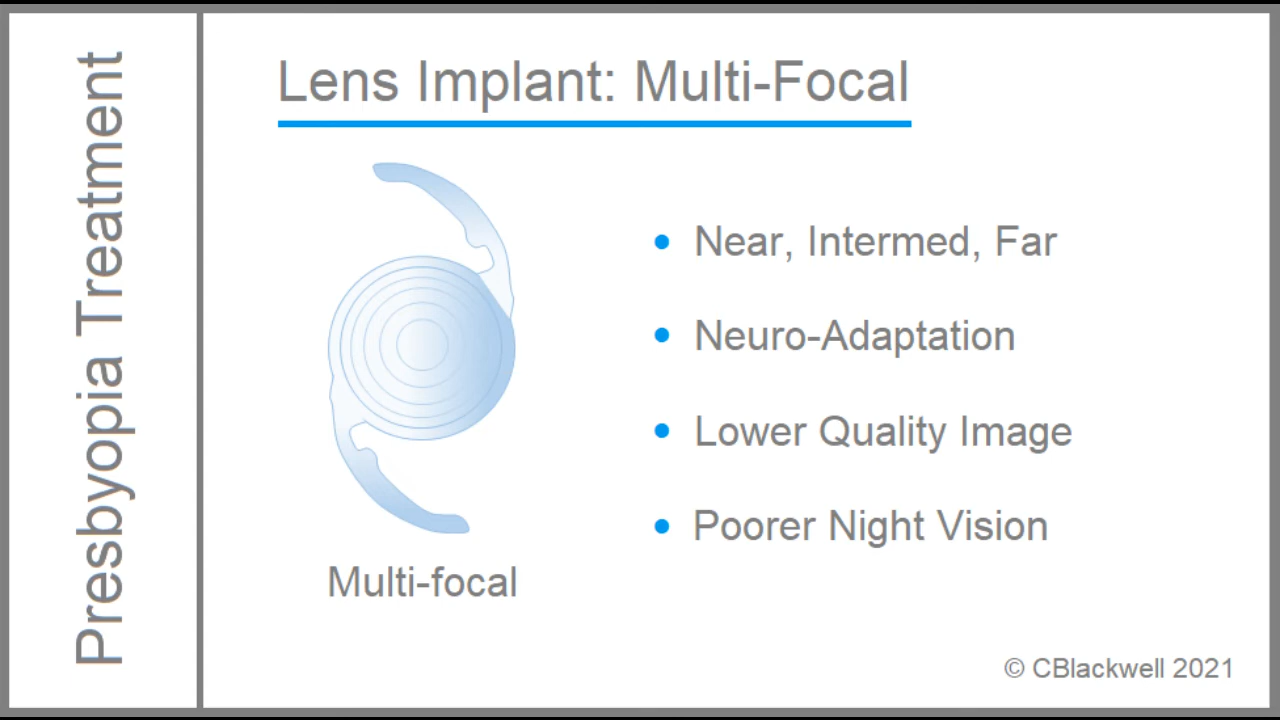 Presbyopia Treatment
Lens Implant: Multi-Focal
Near, Intermed, Far
Neuro-Adaptation
Lower Quality Image
Poorer Night Vision
Multi-focal
© CBlackwell 2021